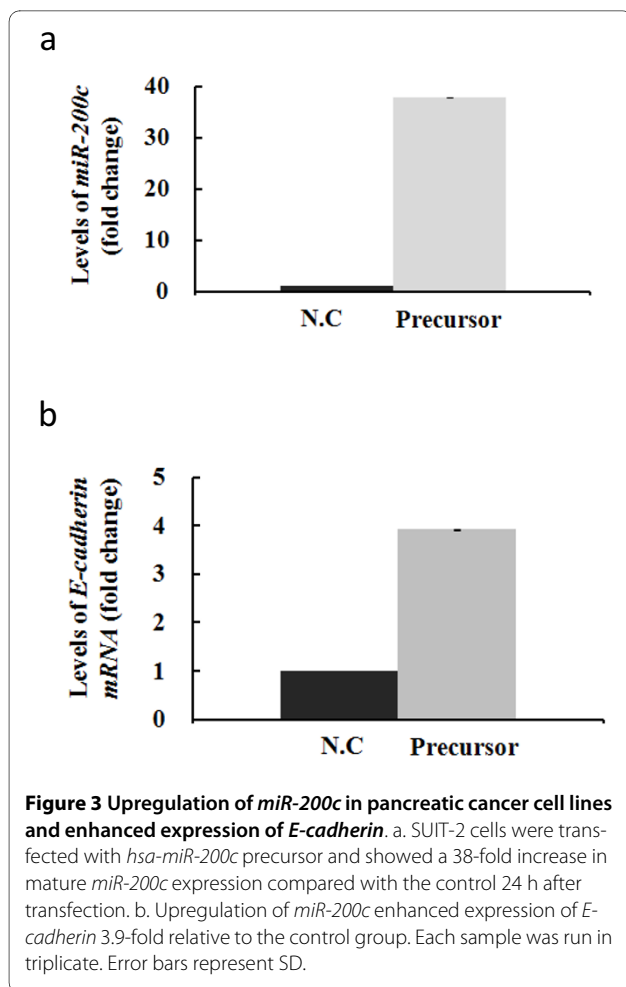 a
Levels of miR-200c
(fold change)
40
30
20
10
0
N.C Precursor
b
Levels of E-cadherin
mRNA (fold change)
5
4
3
2
1
0
N.C Precursor
Figure 3 Upregulation of miR-200c in pancreatic cancer cell lines
and enhanced expression of E-cadherin. a. SUIT-2 cells were trans-
fected with hsa-miR-200c precursor and showed a 38-fold increase in
mature miR-200c expression compared with the control 24 h after
transfection. b. Upregulation of miR-200c enhanced expression of E-
cadherin 3.9-fold relative to the control group. Each sample was run in
triplicate. Error bars represent SD.